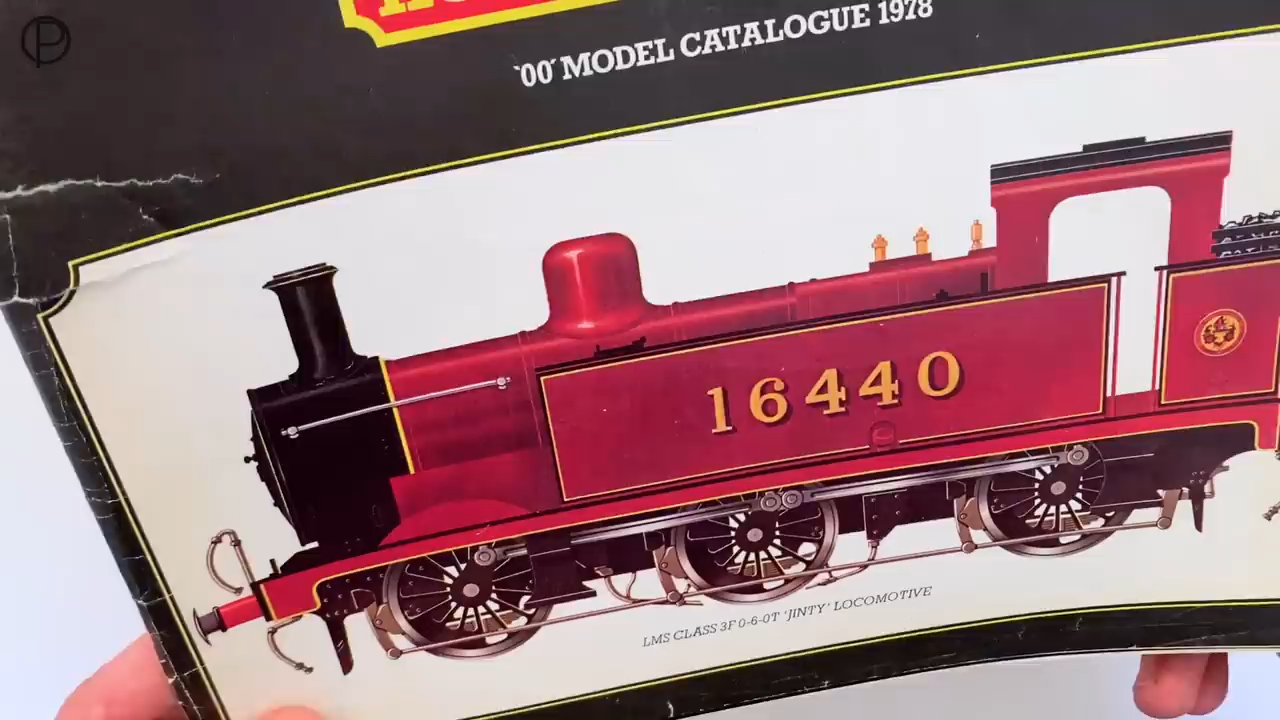 '00' MODEL CATALOGUE 1978
16440
LMS CLASS 3F 0-6-0T 'JINTY' LOCOMOTIVE